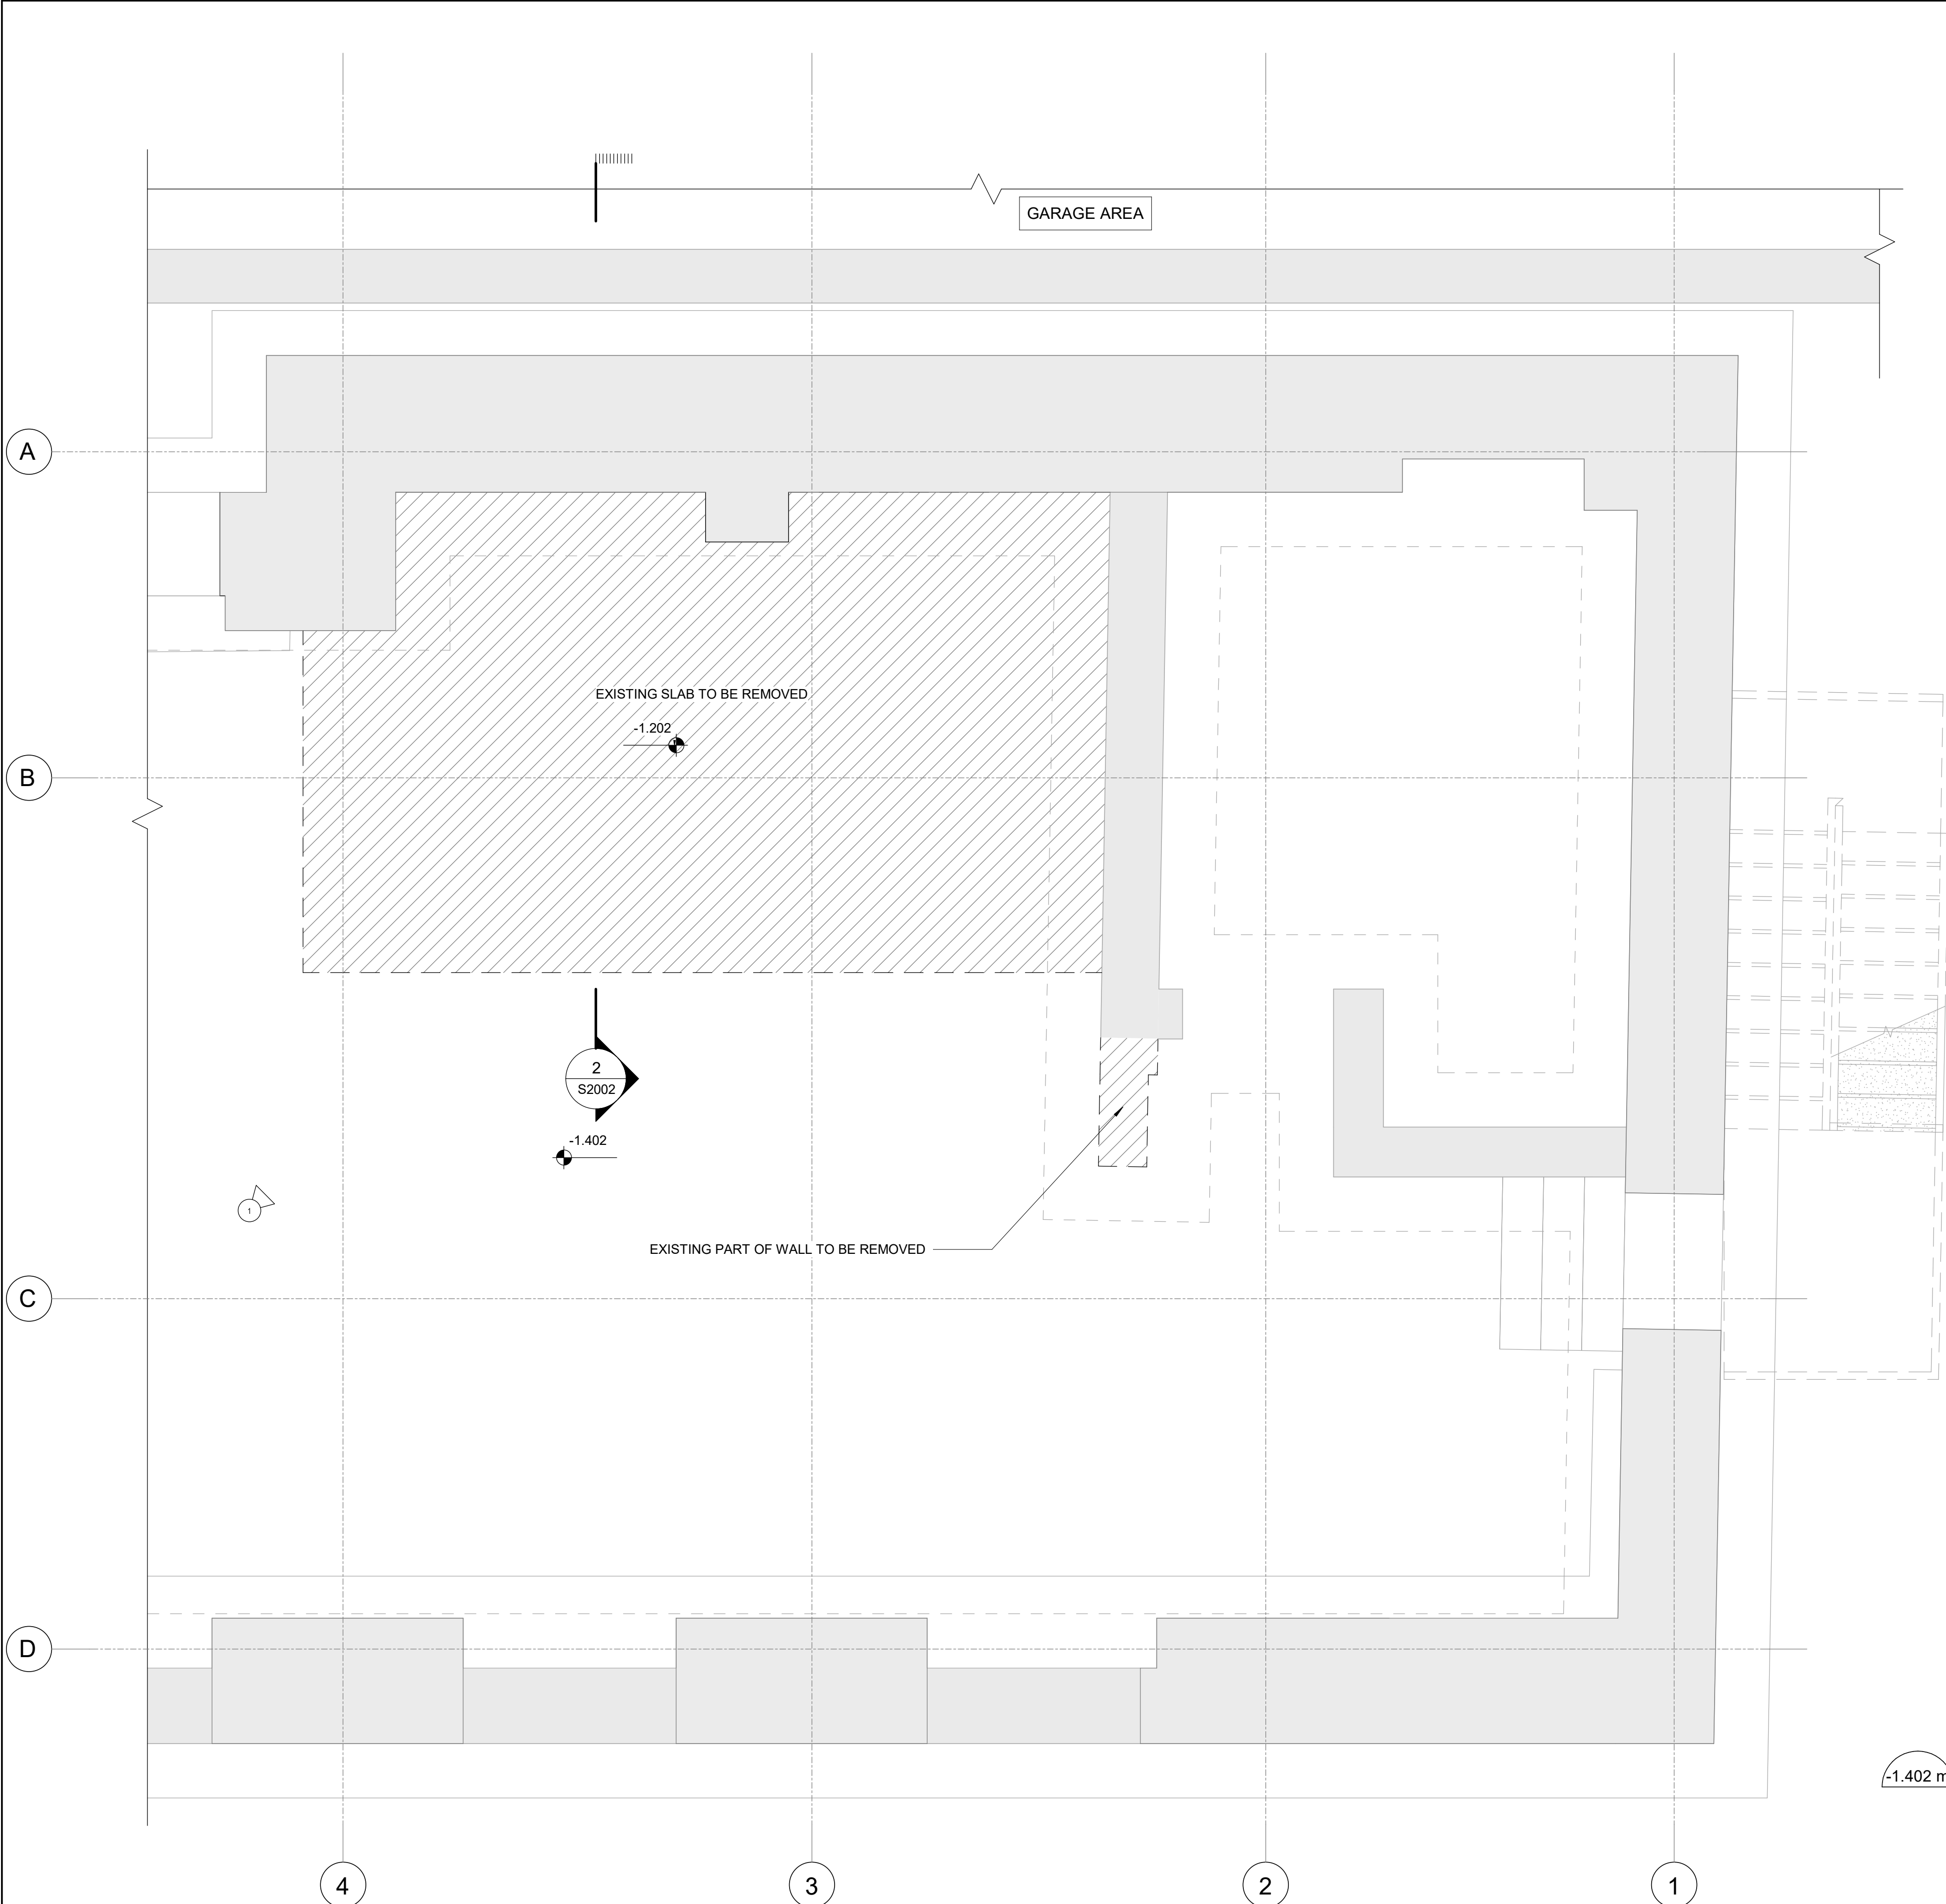 GARAGE AREA
A
EXISTING SLAB TO BE REMOVED
-1.202
B
2
S2002
-1.402
1
EXISTING PART OF WALL TO BE REMOVED
C
D
-1.402 m
4
3
2
1